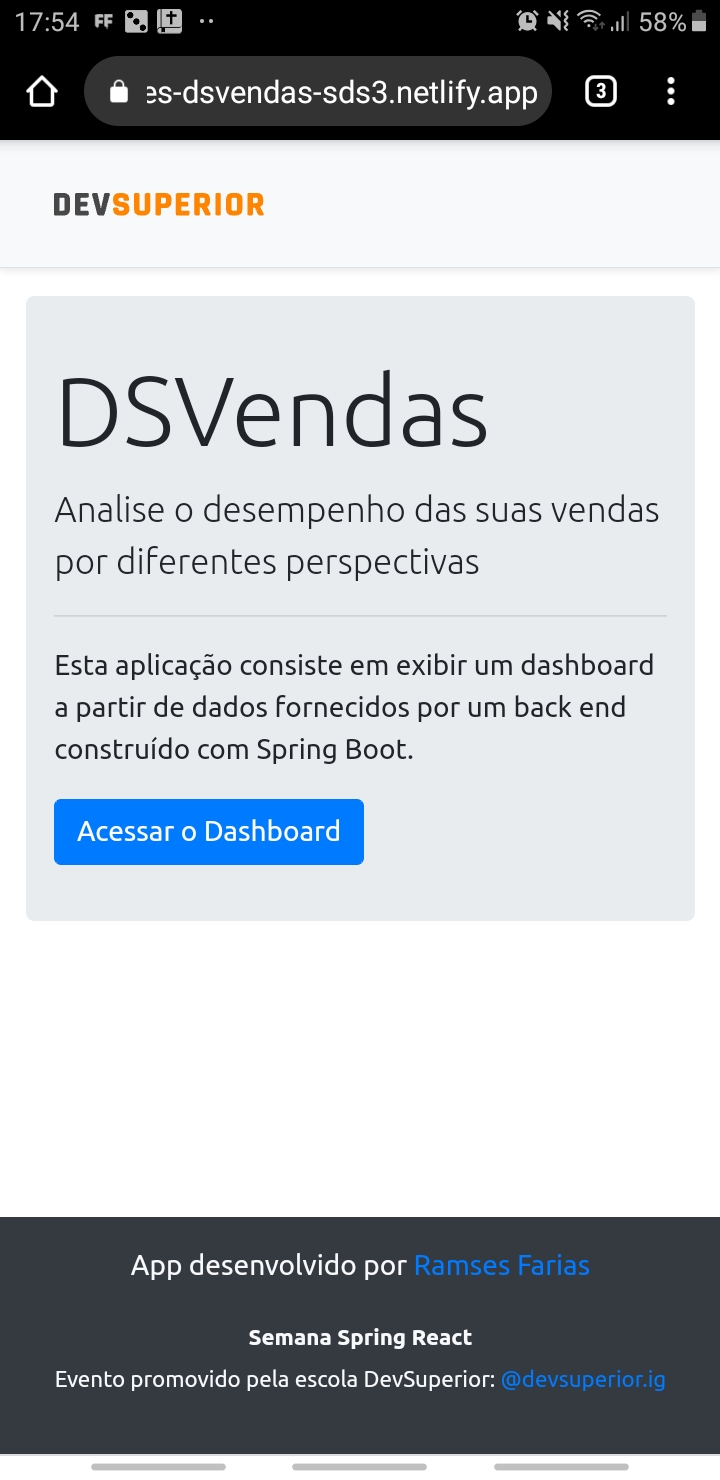 17:54 FF 58%
es-dsvendas-sds3.netlify.app 3
DEVSUPERIOR
DSVendas
Analise o desempenho das suas vendas
por diferentes perspectivas
Esta aplicação consiste em exibir um dashboard
a partir de dados fornecidos por um back end
construído com Spring Boot.
Acessar o Dashboard
App desenvolvido por Ramses Farias
Semana Spring React
Evento promovido pela escola DevSuperior: @devsuperior.ig